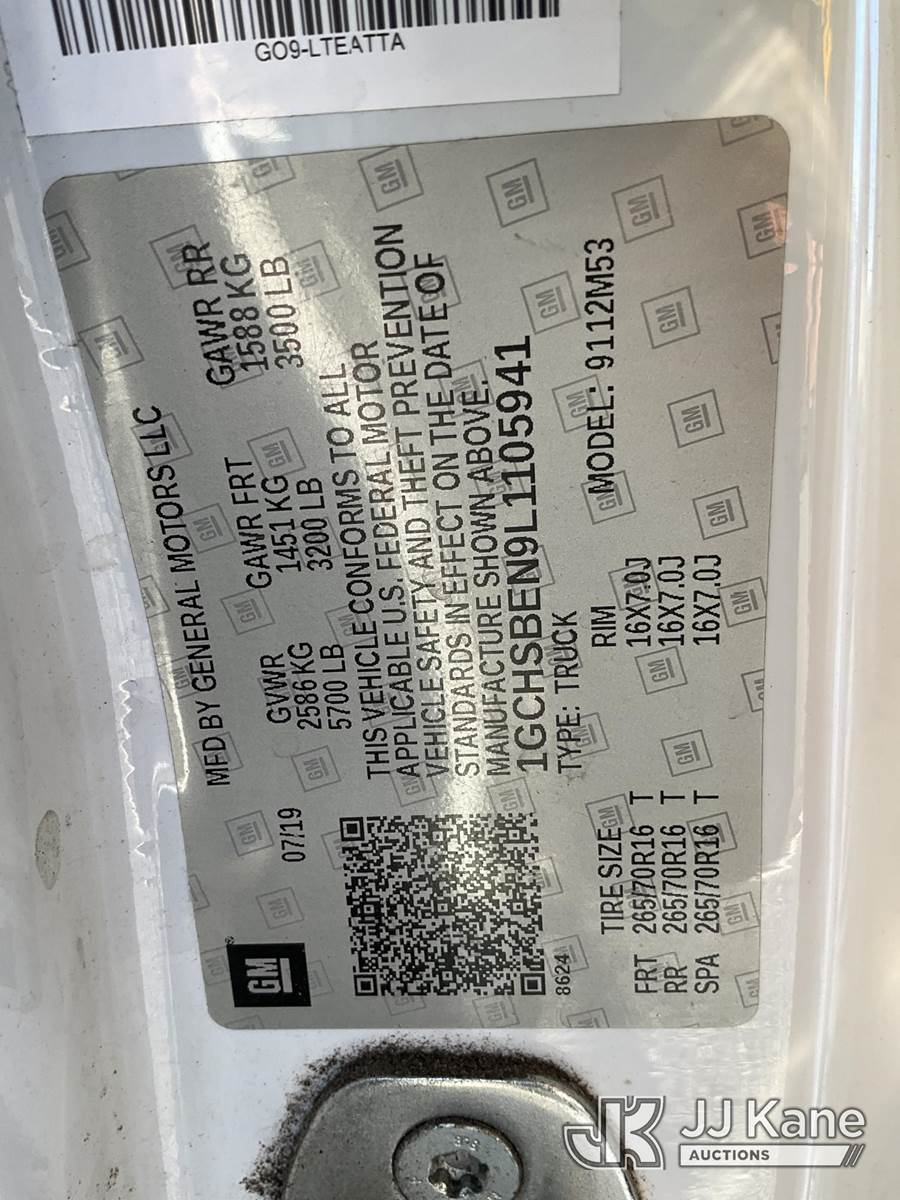 GO9-LTEATTA
GM
MFD BY GENERAL MOTORS LLC
07/19
GVWR GAWR FRT GAWR RR
2586 KG 1451 KG 1588 KG
5700 LB 3200 LB 3500 LB
THIS VEHICLE CONFORMS TO ALL
APPLICABLE U.S. FEDERAL MOTOR
VEHICLE SAFETY AND THEFT PREVENTION
STANDARDS IN EFFECT ON THE DATE OF
MANUFACTURE SHOWN ABOVE.
1GCHSBEN9L1105941
8624 TYPE: TRUCK MODEL: 9112M53
TIRE SIZE RIM
FRT 265/70R16 T 16X7.0J
RR 265/70R16 T 16X7.0J
SPA 265/70R16 T 16X7.0J
JK JJ Kane
AUCTIONS